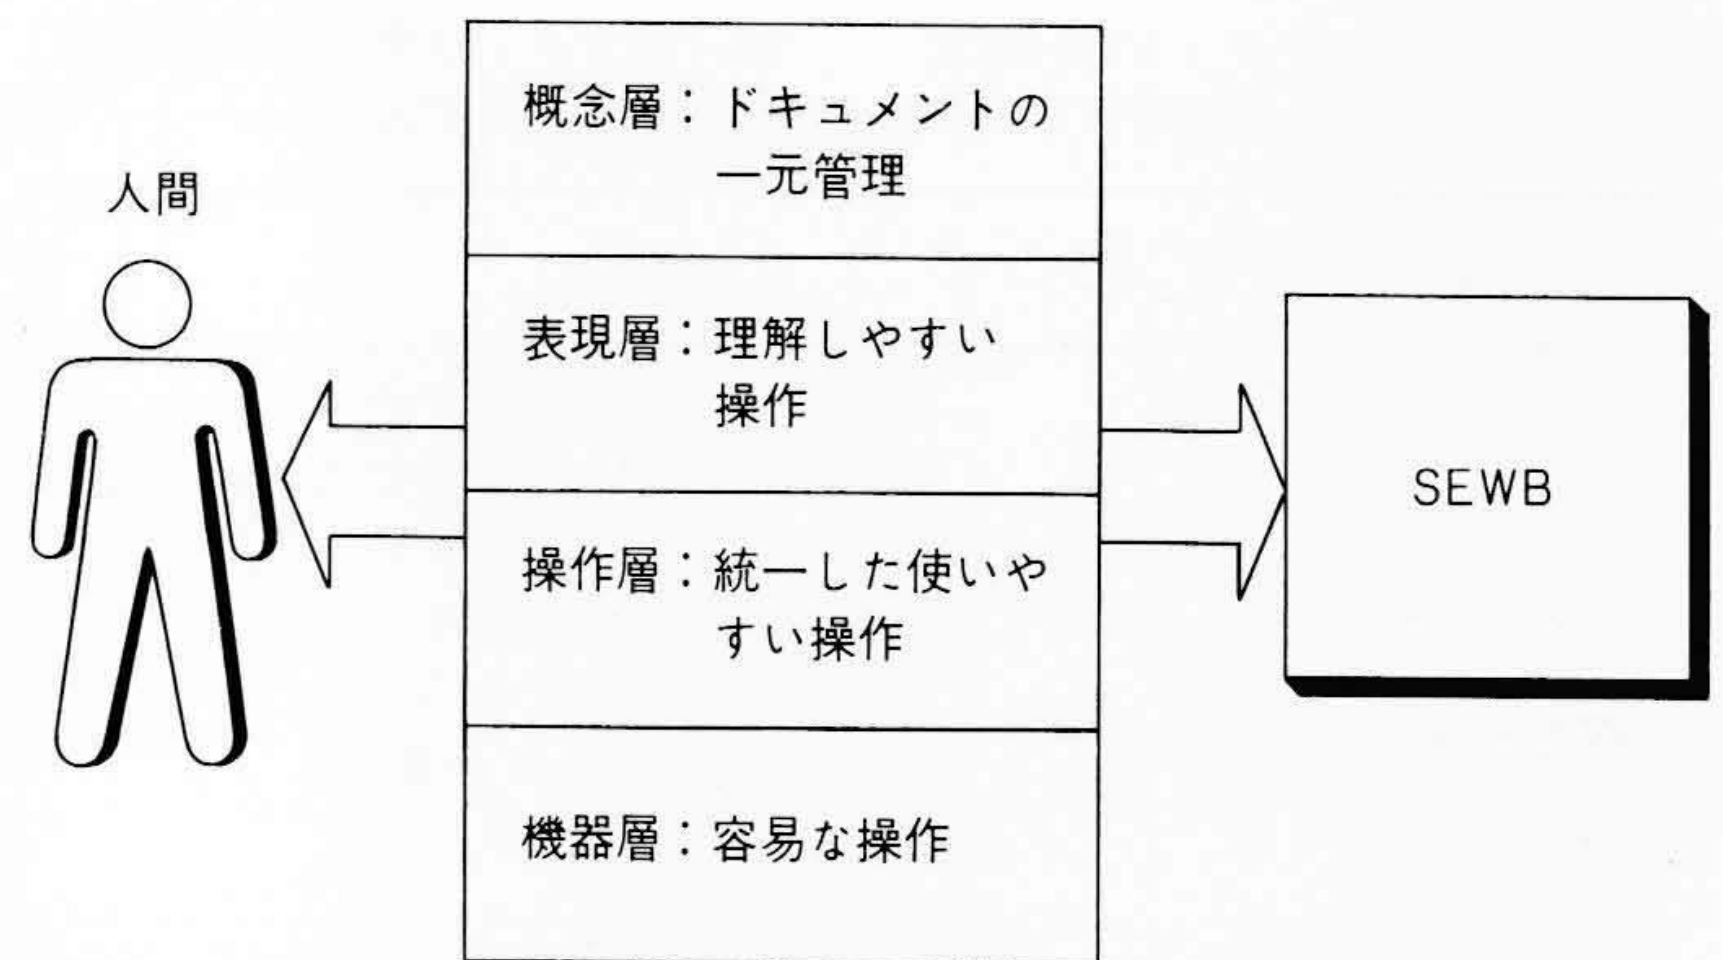 人間
概念層：ドキュメントの
一元管理
表現層：理解しやすい
操作
操作層：統一した使いや
すい操作
機器層：容易な操作
SEWB